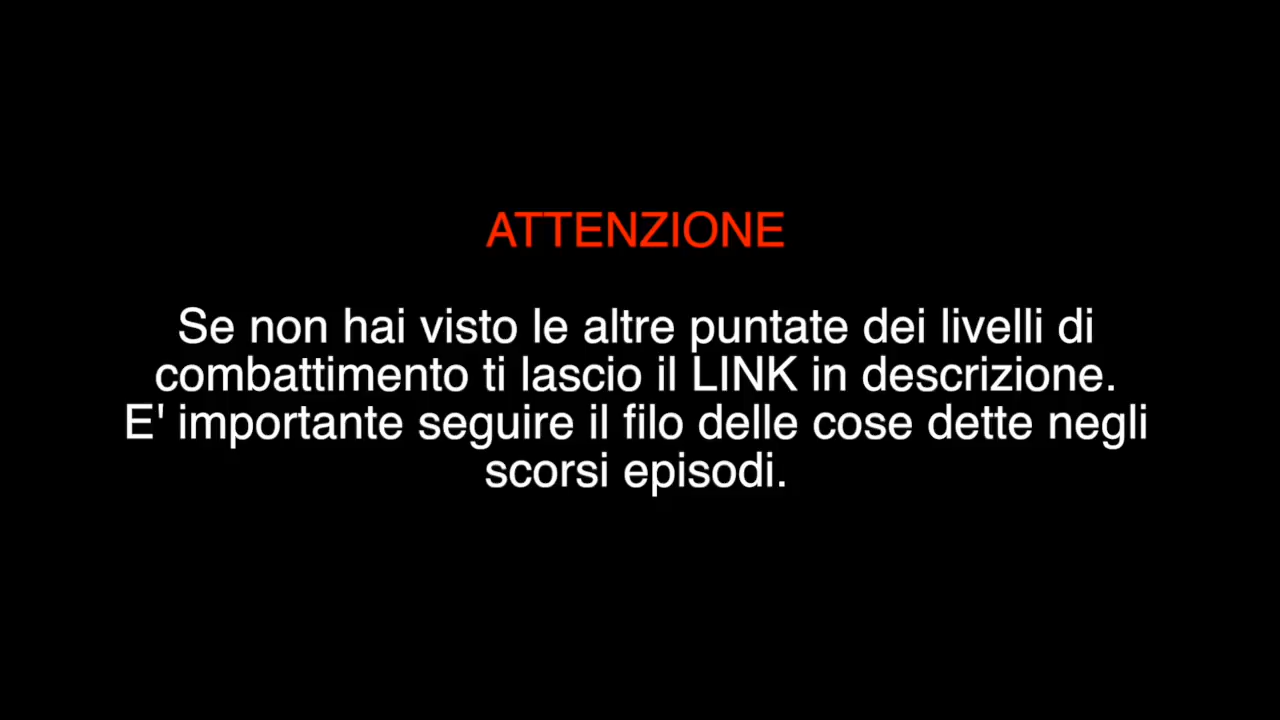 ATTENZIONE
Se non hai visto le altre puntate dei livelli di
combattimento ti lascio il LINK in descrizione.
E' importante seguire il filo delle cose dette negli
scorsi episodi.